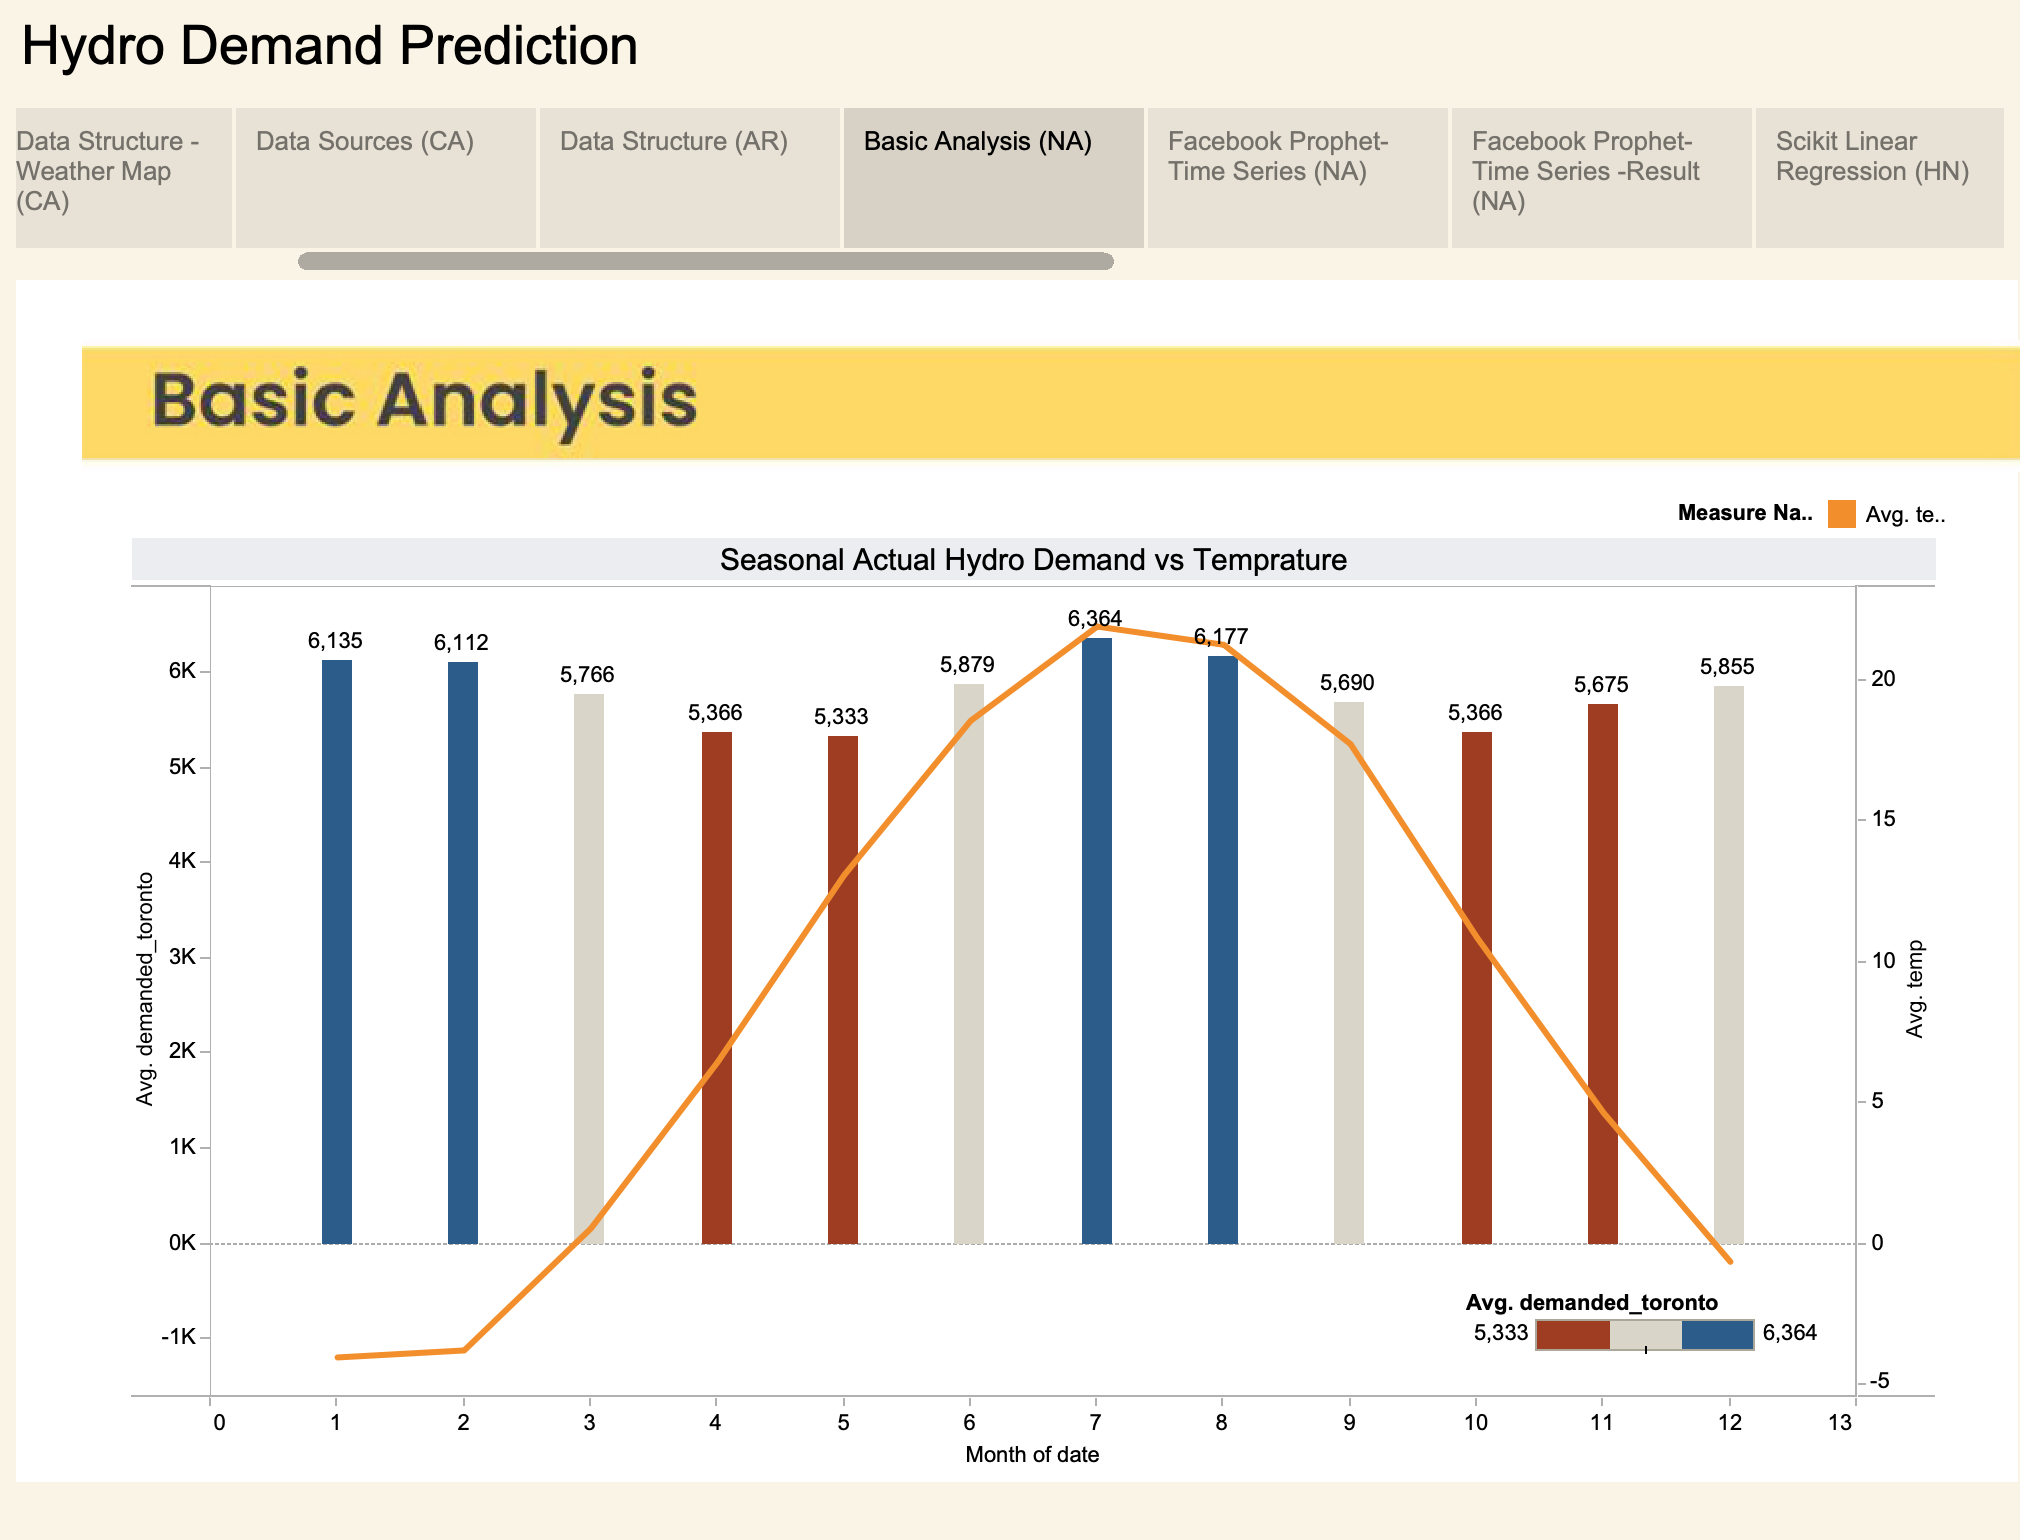 Hydro Demand Prediction
Data Structure -
Weather Map
(CA)
Data Sources (CA)
Data Structure (AR)
Basic Analysis (NA)
Facebook Prophet-
Time Series (NA)
Facebook Prophet-
Time Series -Result
(NA)
Scikit Linear
Regression (HN)
Basic Analysis
Measure Na.. Avg. te..
Seasonal Actual Hydro Demand vs Temprature
6,135 6,112 5,766 5,366 5,333 5,879 6,364 6,177 5,690 5,366 5,675 5,855
Avg. demanded_toronto
6K
5K
4K
3K
2K
1K
0K
-1K
20
15
10
5
0
-5
Avg. temp
Avg. demanded_toronto
5,333 6,364
0 1 2 3 4 5 6 7 8 9 10 11 12 13
Month of date